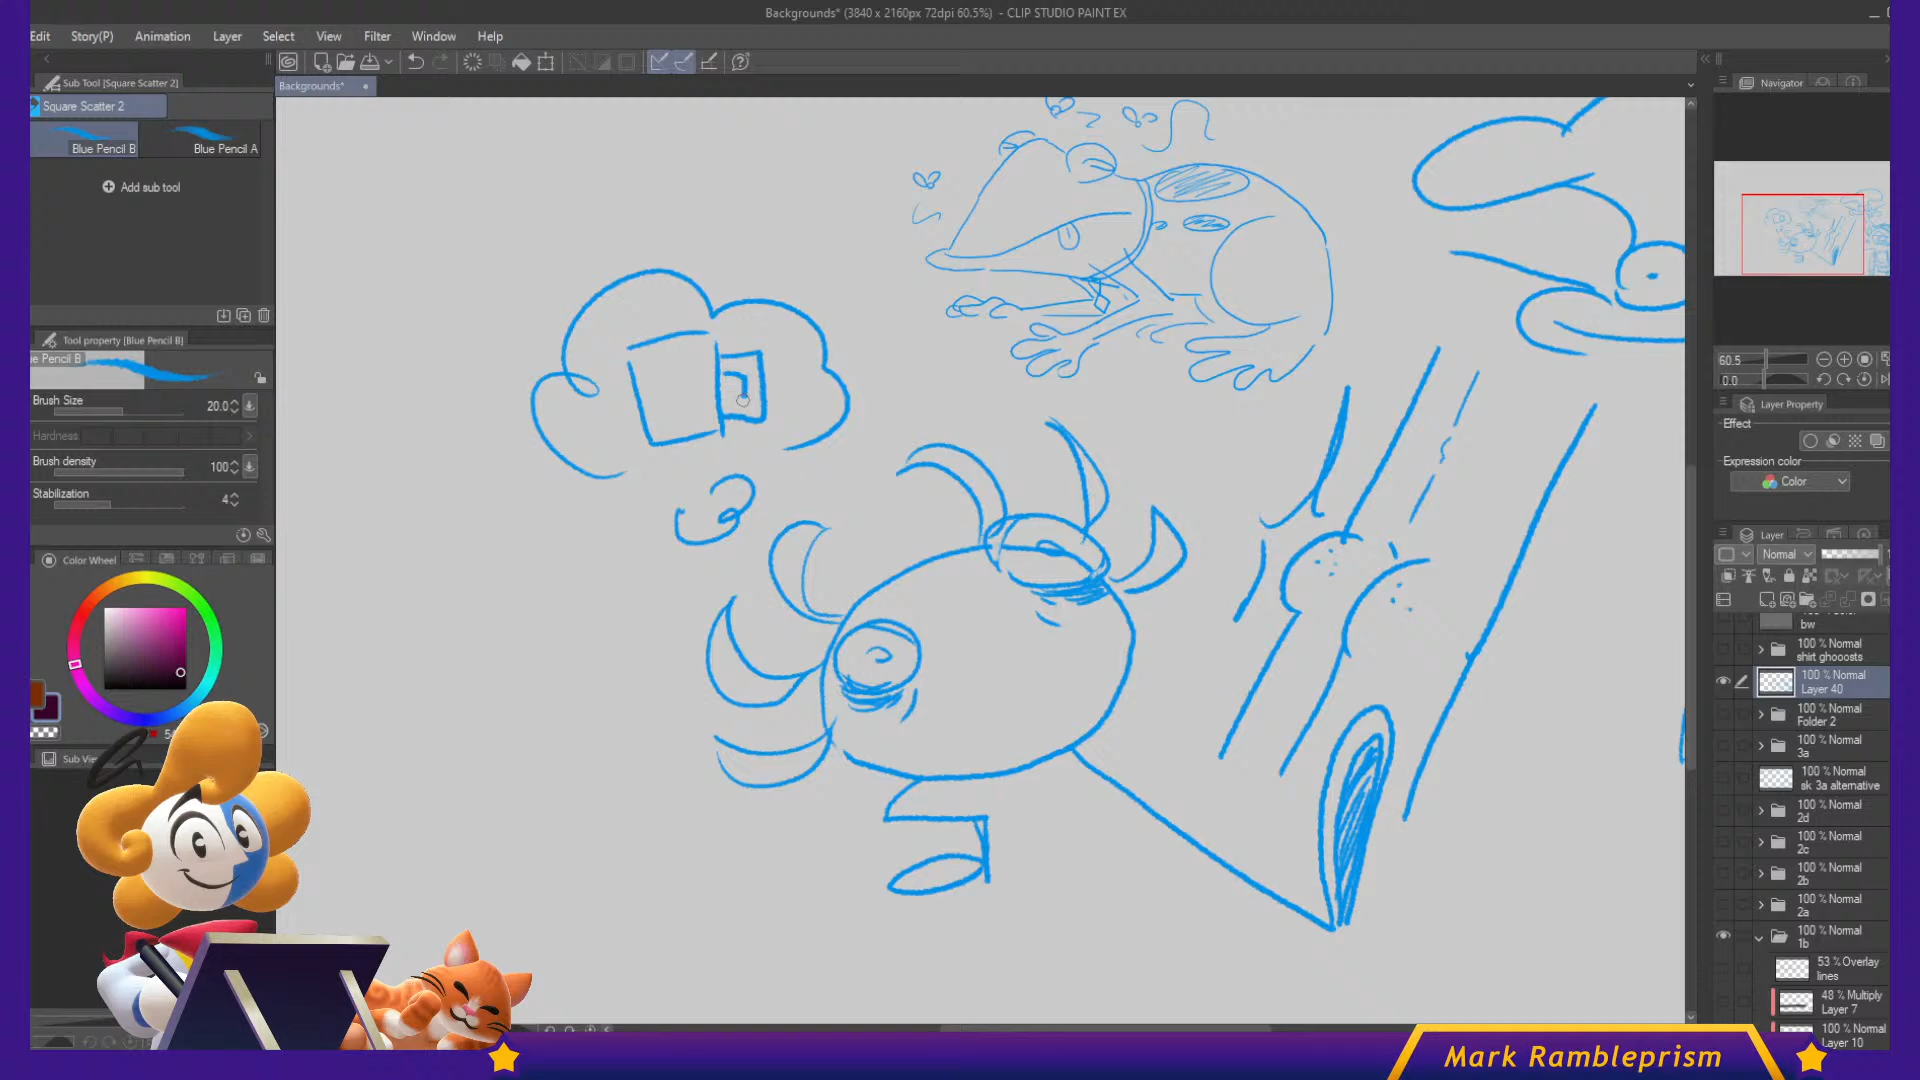 Backgrounds* (3840 x 2160px 72dpi 60.5%) - CLIP STUDIO PAINT EX
Edit Story(P) Animation Layer Select View Filter Window Help
Sub Tool [Square Scatter 2]
Backgrounds*
Navigator
Square Scatter 2
Blue Pencil B
Blue Pencil A
Add sub tool
Tool property [Blue Pencil B]
e Pencil B
Brush Size 20.0
Hardness
Brush density 100
Stabilization 4
Color Wheel
Sub View
60.5
0.0
Layer Property
Effect
Expression color
Color
Layer
Normal
bw
100 % Normal
shirt ghooosts
100 % Normal
Layer 40
100 % Normal
Folder 2
100 % Normal
3a
100 % Normal
sk 3a alternative
100 % Normal
2d
100 % Normal
2c
100 % Normal
2b
100 % Normal
2a
100 % Normal
1b
53 % Overlay
lines
48 % Multiply
Layer 7
100 % Normal
Layer 10
Mark Rambleprism